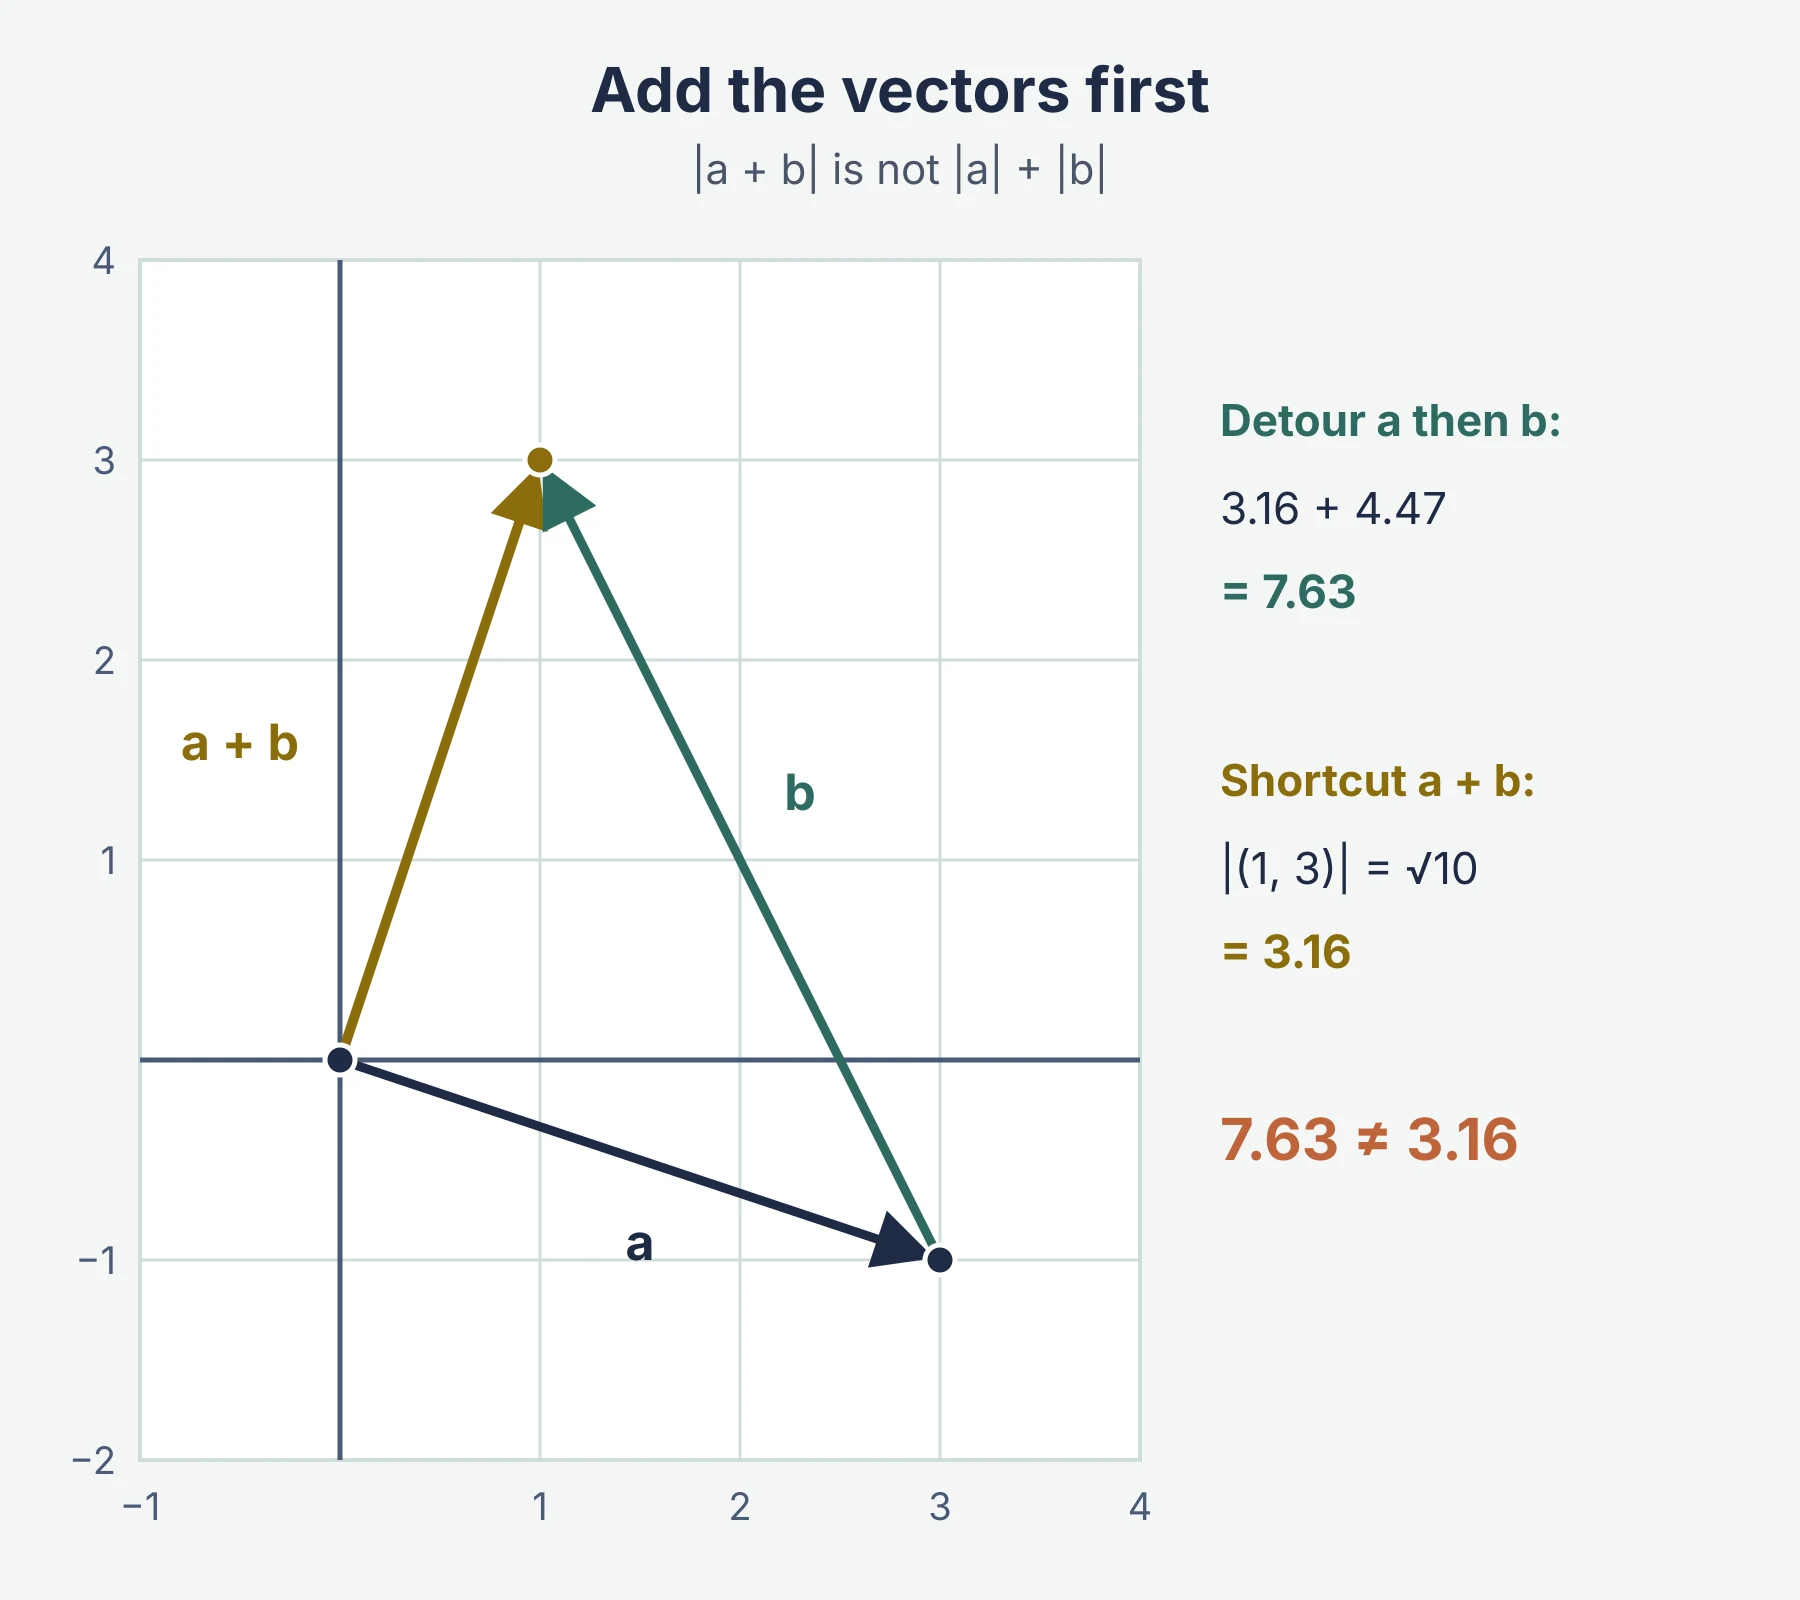 Add the vectors first
|a + b| is not |a| + |b|
4
3
2
1
−1
−2
−1
1
2
3
4
a + b
b
a
Detour a then b:
3.16 + 4.47
= 7.63
Shortcut a + b:
|(1, 3)| = √10
= 3.16
7.63 ≠ 3.16